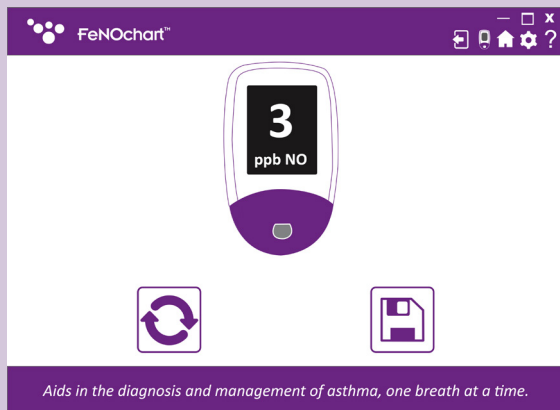 FeNOchart™
?
3
ppb NO
Aids in the diagnosis and management of asthma, one breath at a time.